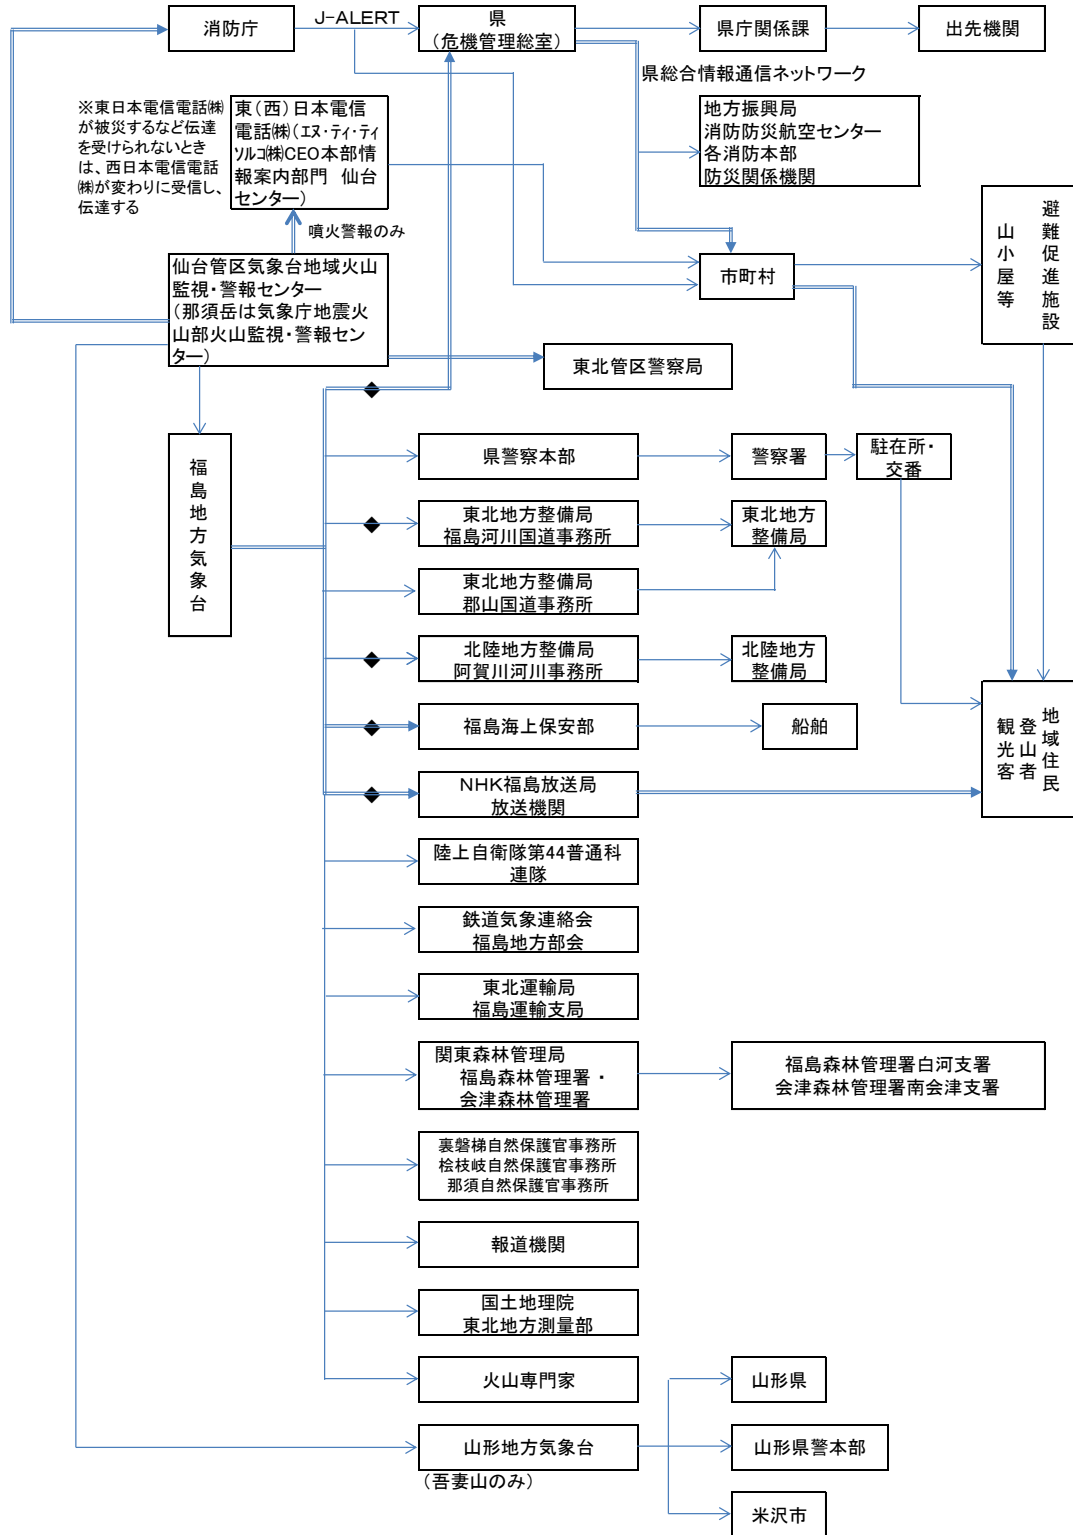 消防庁
J-ALERT
県
（危機管理総室）
県庁関係課
出先機関
県総合情報通信ネットワーク
※東日本電信電話㈱
が被災するなど伝達
を受けられないとき
は、西日本電信電話
㈱が変わりに受信し、
伝達する
東（西）日本電信
電話㈱（ｴﾇ･ﾃｨ･ﾃｨ
ｿﾙｺ㈱CEO本部情
報案内部門　仙台
センター）
地方振興局
消防防災航空センター
各消防本部
防災関係機関
噴火警報のみ
避難促進施設
山小屋等
仙台管区気象台地域火山
監視・警報センター
（那須岳は気象庁地震火
山部火山監視・警報セン
ター）
市町村
東北管区警察局
福島地方気象台
県警察本部
警察署
駐在所・
交番
東北地方整備局
福島河川国道事務所
東北地方
整備局
東北地方整備局
郡山国道事務所
北陸地方整備局
阿賀川河川事務所
北陸地方
整備局
福島海上保安部
船舶
地域住民
登山者
観光客
NHK福島放送局
放送機関
陸上自衛隊第44普通科
連隊
鉄道気象連絡会
福島地方部会
東北運輸局
福島運輸支局
関東森林管理局
福島森林管理署・
会津森林管理署
福島森林管理署白河支署
会津森林管理署南会津支署
裏磐梯自然保護官事務所
桧枝岐自然保護官事務所
那須自然保護官事務所
報道機関
国土地理院
東北地方測量部
火山専門家
山形県
山形地方気象台
（吾妻山のみ）
山形県警本部
米沢市